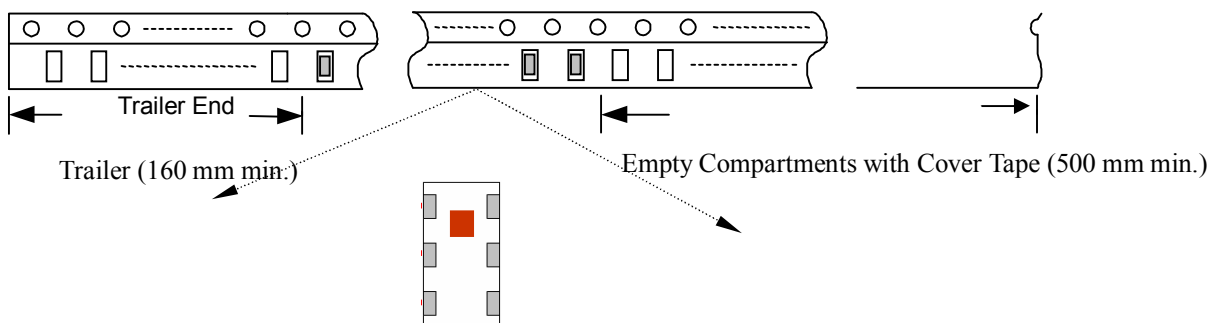 Trailer End
Trailer (160 mm min.)
Empty Compartments with Cover Tape (500 mm min.)